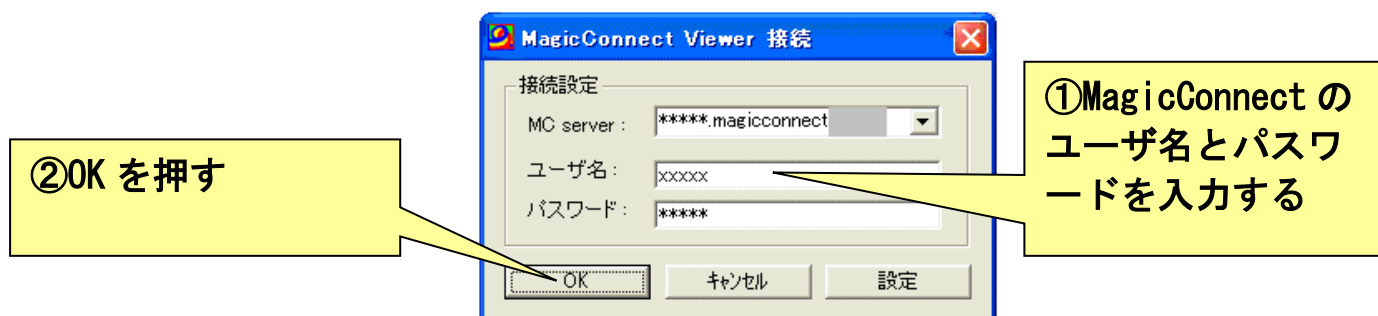 MagicConnect Viewer 接続
接続設定
MC server :
*****.magicconnect
ユーザ名 :
xxxxx
パスワード :
*****
OK
キャンセル
設定
①MagicConnect の
ユーザ名とパスワ
ードを入力する
②OK を押す